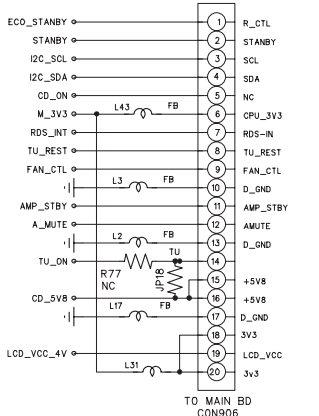 ECO_STANBY 1 R_CTL
STANBY 2 STANBY
I2C_SCL 3 SCL
I2C_SDA 4 SDA
CD_ON 5 NC
M_3V3 L43 FB 6 CPU_3V3
RDS_INT 7 RDS-IN
TU_REST 8 TU_REST
FAN_CTL 9 FAN_CTL
L3 FB 10 D_GND
AMP_STBY 11 AMP_STBY
A_MUTE 12 AMUTE
L2 FB 13 D_GND
TU_ON TU 14
R77
NC
JP18
15 +5V8
CD_5V8 16 +5V8
L17 FB 17 D_GND
18 3V3
LCD_VCC_4V 19 LCD_VCC
L31 20 3v3
TO MAIN BD
CON906